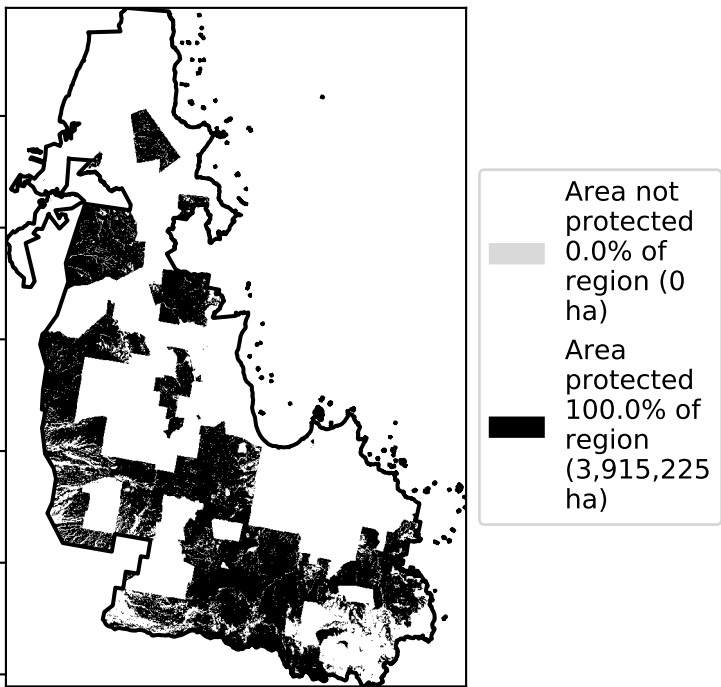 Area not
protected
0.0% of
region (0
ha)
Area
protected
100.0% of
region
(3,915,225
ha)